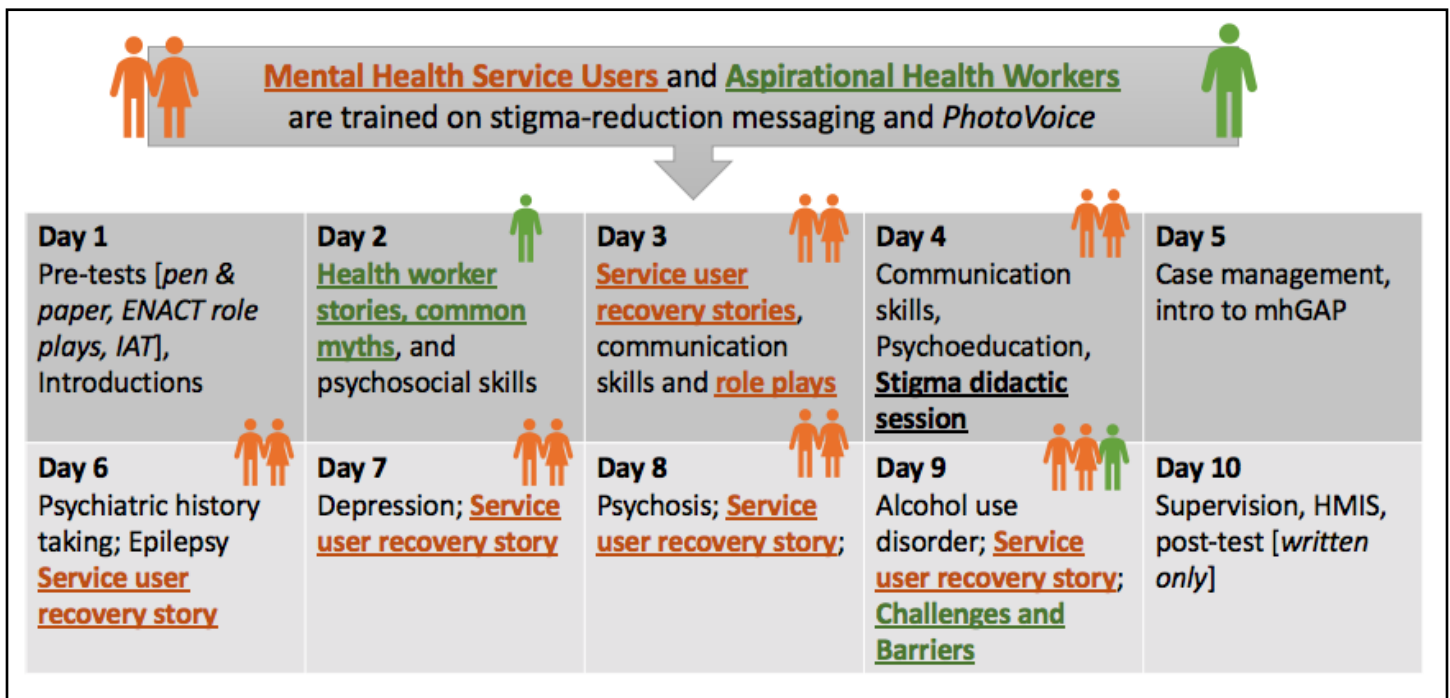 Mental Health Service Users and Aspirational Health Workers
are trained on stigma-reduction messaging and PhotoVoice
Day 1
Pre-tests [pen &
paper, ENACT role
plays, IAT],
Introductions
Day 2
Health worker
stories, common
myths, and
psychosocial skills
Day 3
Service user
recovery stories,
communication
skills and role plays
Day 4
Communication
skills,
Psychoeducation,
Stigma didactic
session
Day 5
Case management,
intro to mhGAP
Day 6
Psychiatric history
taking; Epilepsy
Service user
recovery story
Day 7
Depression; Service
user recovery story
Day 8
Psychosis; Service
user recovery story;
Day 9
Alcohol use
disorder; Service
user recovery story;
Challenges and
Barriers
Day 10
Supervision, HMIS,
post-test [written
only]